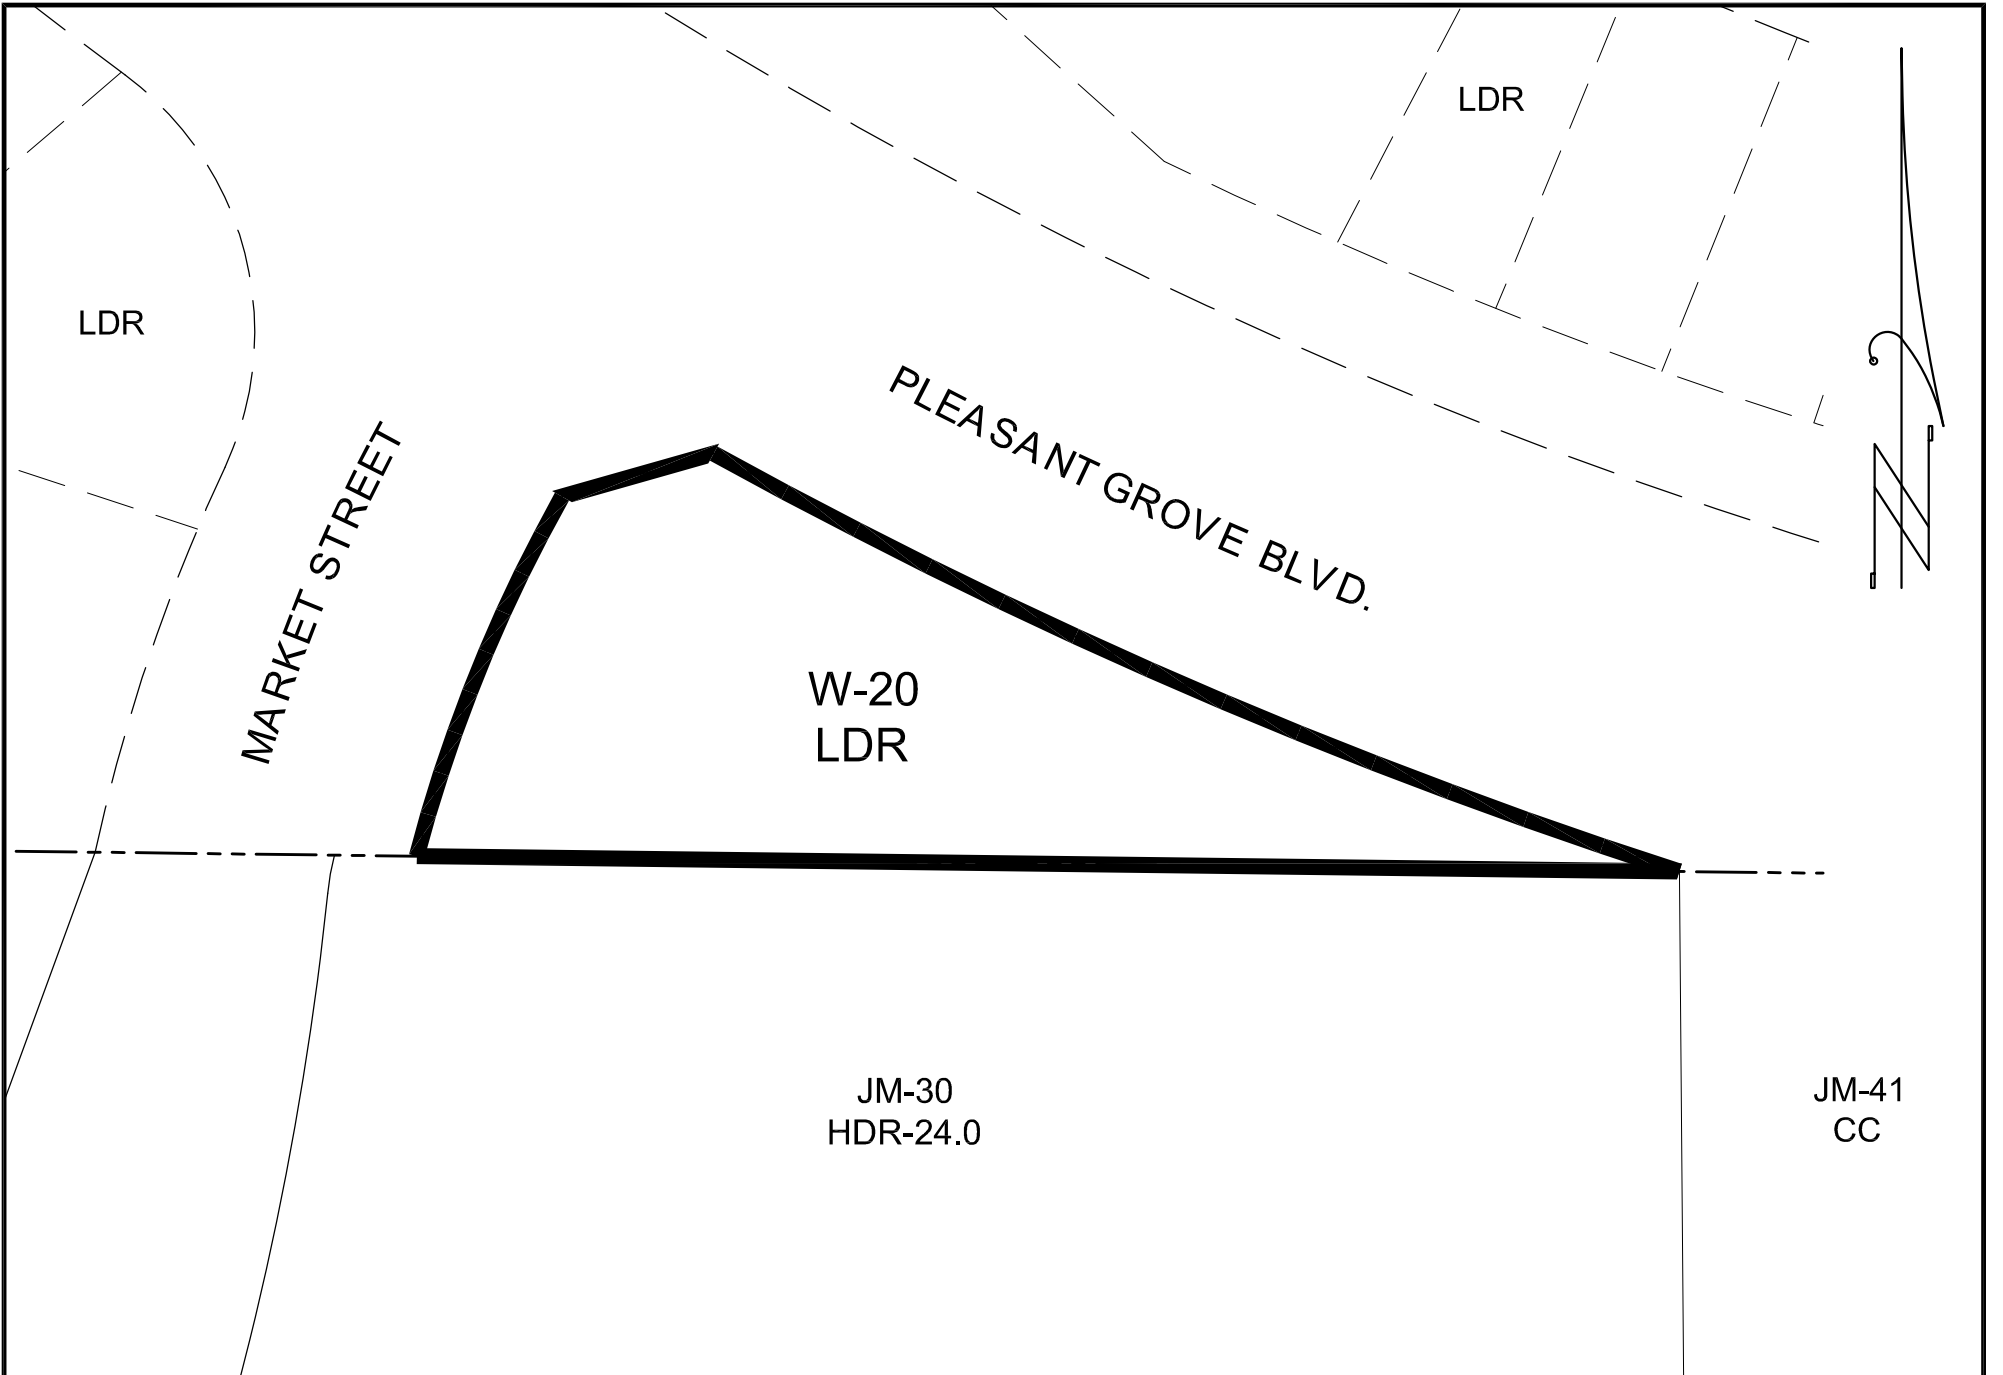 LDR
LDR
PLEASANT GROVE BLVD.
MARKET STREET
N
W-20
LDR
JM-30
HDR-24.0
JM-41
CC